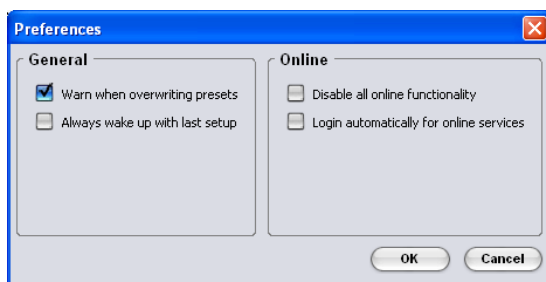 Preferences
General
Warn when overwriting presets
Always wake up with last setup
Online
Disable all online functionality
Login automatically for online services
OK
Cancel